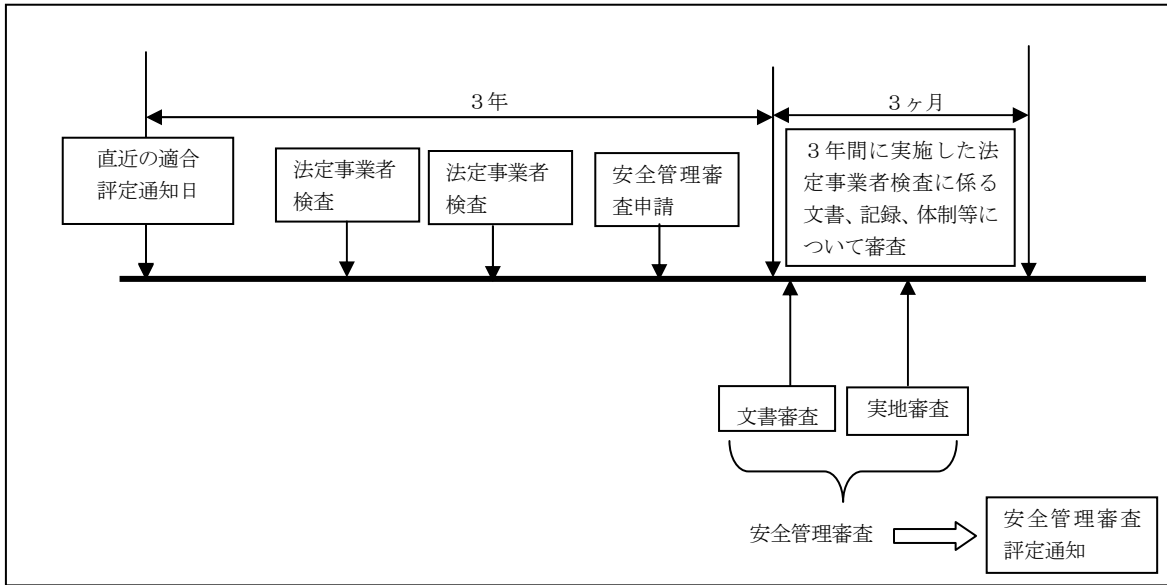 3年
3ヶ月
直近の適合
評定通知日
法定事業者
検査
法定事業者
検査
安全管理審
査申請
3年間に実施した法
定事業者検査に係る
文書、記録、体制等に
ついて審査
文書審査
実地審査
安全管理審査
安全管理審査
評定通知